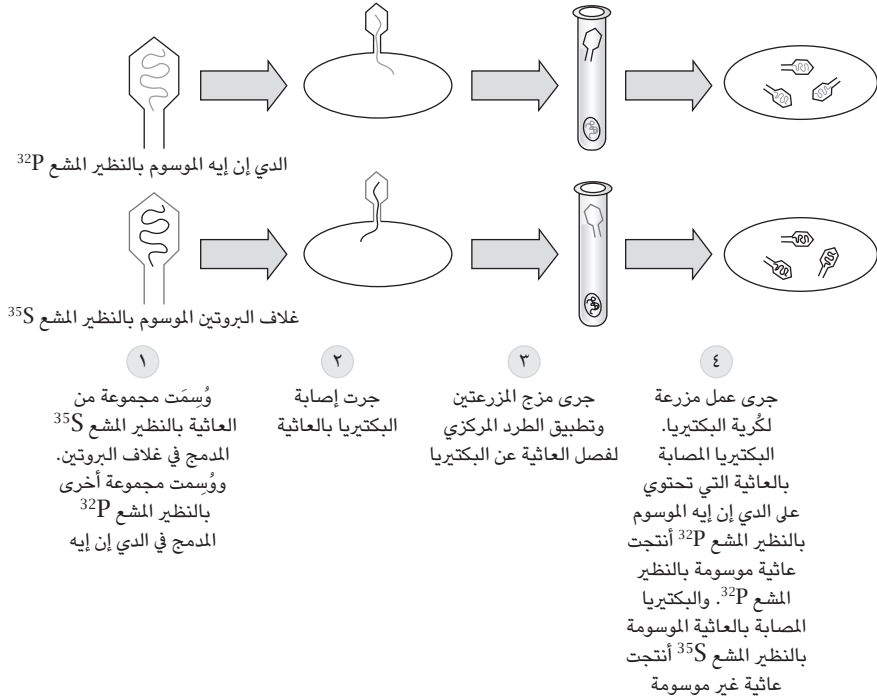 الدي إن إيه الموسوم بالنظير المشع 32P
غلاف البروتين الموسوم بالنظير المشع 35S
١
وُسِمَت مجموعة من
العاثية بالنظير المشع 35S
المدمج في غلاف البروتين.
ووُسِمت مجموعة أخرى
بالنظير المشع 32P
المدمج في الدي إن إيه
٢
جرت إصابة
البكتيريا بالعاثية
٣
جرى مزج المزرعتين
وتطبيق الطرد المركزي
لفصل العاثية عن البكتيريا
٤
جرى عمل مزرعة
لكُرية البكتيريا.
البكتيريا المصابة
بالعاثية التي تحتوي
على الدي إن إيه الموسوم
بالنظير المشع 32P أنتجت
عاثية موسومة بالنظير
المشع 32P. والبكتيريا
المصابة بالعاثية الموسومة
بالنظير المشع 35S أنتجت
عاثية غير موسومة